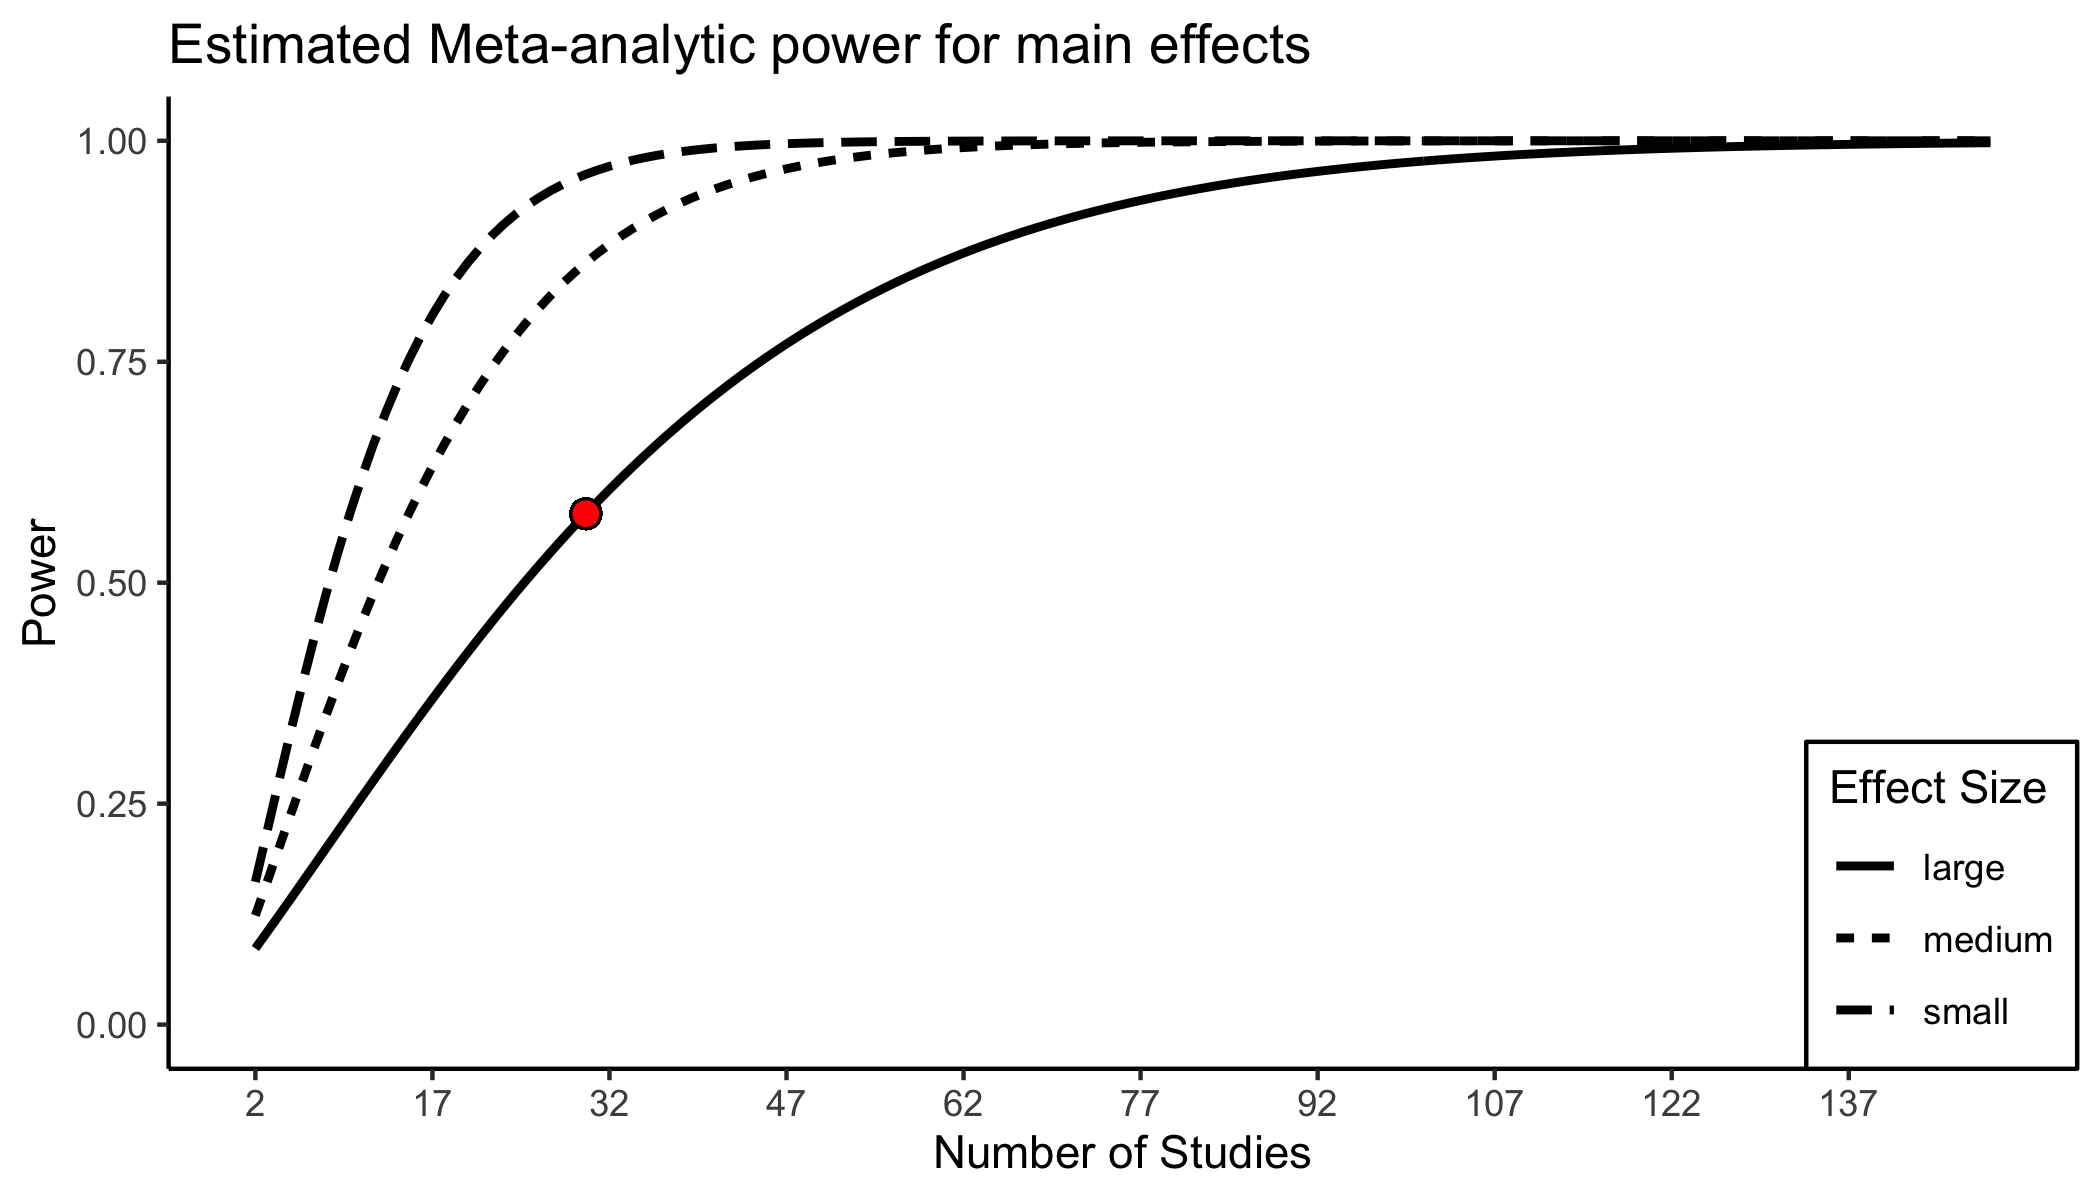 Estimated Meta-analytic power for main effects
1.00
0.75
0.50
0.25
0.00
Power
2 17 32 47 62 77 92 107 122 137
Number of Studies
Effect Size
large
medium
small